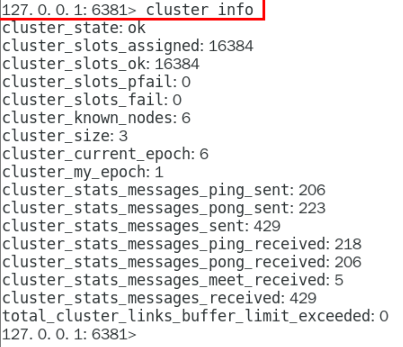 127. 0. 0. 1: 6381> cluster info
cluster_state: ok
cluster_slots_assigned: 16384
cluster_slots_ok: 16384
cluster_slots_pfail: 0
cluster_slots_fail: 0
cluster_known_nodes: 6
cluster_size: 3
cluster_current_epoch: 6
cluster_my_epoch: 1
cluster_stats_messages_ping_sent: 206
cluster_stats_messages_pong_sent: 223
cluster_stats_messages_sent: 429
cluster_stats_messages_ping_received: 218
cluster_stats_messages_pong_received: 206
cluster_stats_messages_meet_received: 5
cluster_stats_messages_received: 429
total_cluster_links_buffer_limit_exceeded: 0
127. 0. 0. 1: 6381>